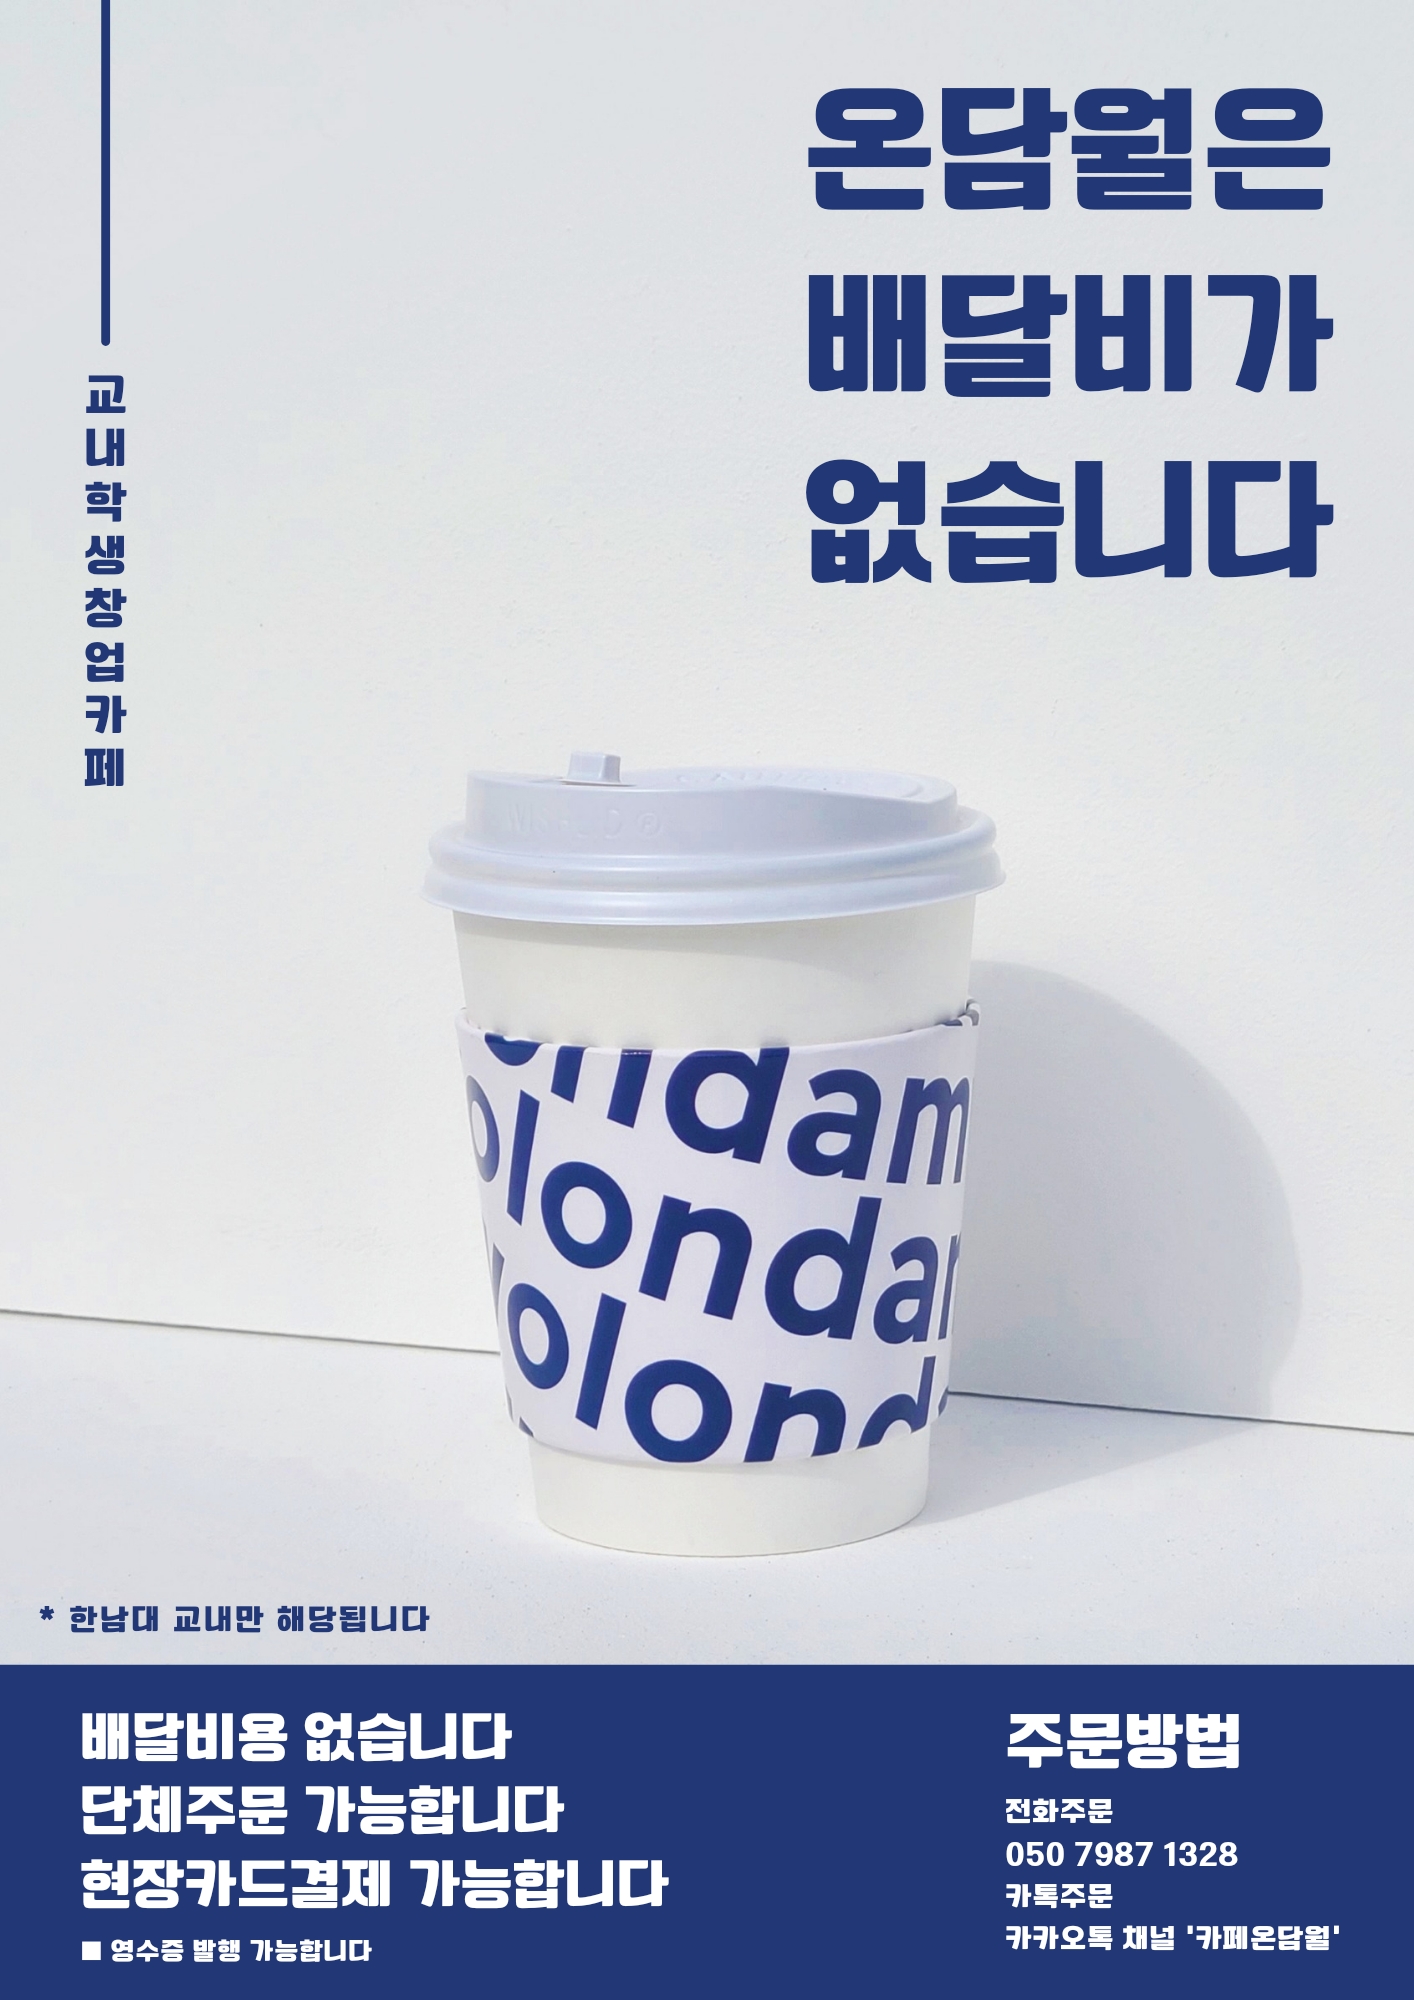 온담월은
배달비가
없습니다
교내학생창업카페
ondam
olondam
volond
* 한남대 교내만 해당됩니다
배달비용 없습니다
단체주문 가능합니다
현장카드결제 가능합니다
■ 영수증 발행 가능합니다
주문방법
전화주문
050 7987 1328
카톡주문
카카오톡 채널 '카페온담월'